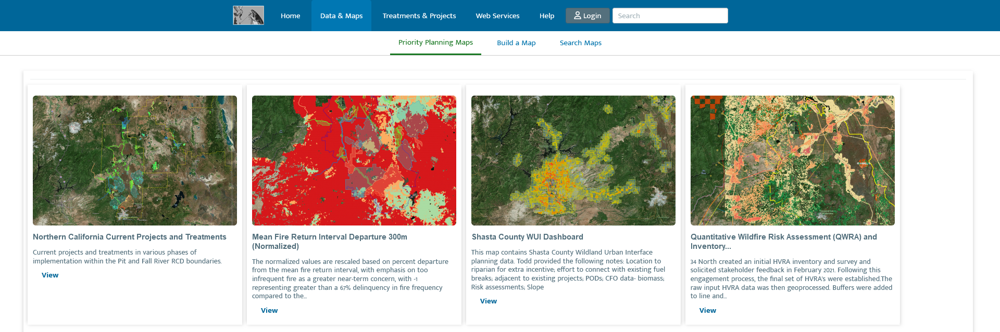 Home
Data & Maps
Treatments & Projects
Web Services
Help
Login
Search
Priority Planning Maps
Build a Map
Search Maps
Northern California Current Projects and Treatments
Current projects and treatments in various phases of
implementation within the Pit and Fall River RCD boundaries.
View
Mean Fire Return Interval Departure 300m
(Normalized)
The normalized values are rescaled based on percent departure
from the mean fire return interval, with emphasis on too
infrequent fire as a greater near-term concern, with -1
representing greater than a 67% delinquency in fire frequency
compared to the...
View
Shasta County WUI Dashboard
This map contains Shasta County Wildland Urban Interface
planning data. Todd provided the following notes: Location to
riparian for extra incentive; effort to connect with existing fuel
breaks; adjacent to existing projects; PODs; CFO data- biomass;
Risk assessments; Slope
View
Quantitative Wildfire Risk Assessment (QWRA) and
Inventory...
34 North created an initial HVRA inventory and survey and
solicited stakeholder feedback in February 2021. Following this
engagement process, the final set of HVRA's were established.The
raw input HVRA data was then geoprocessed. Buffers were added
to line and...
View